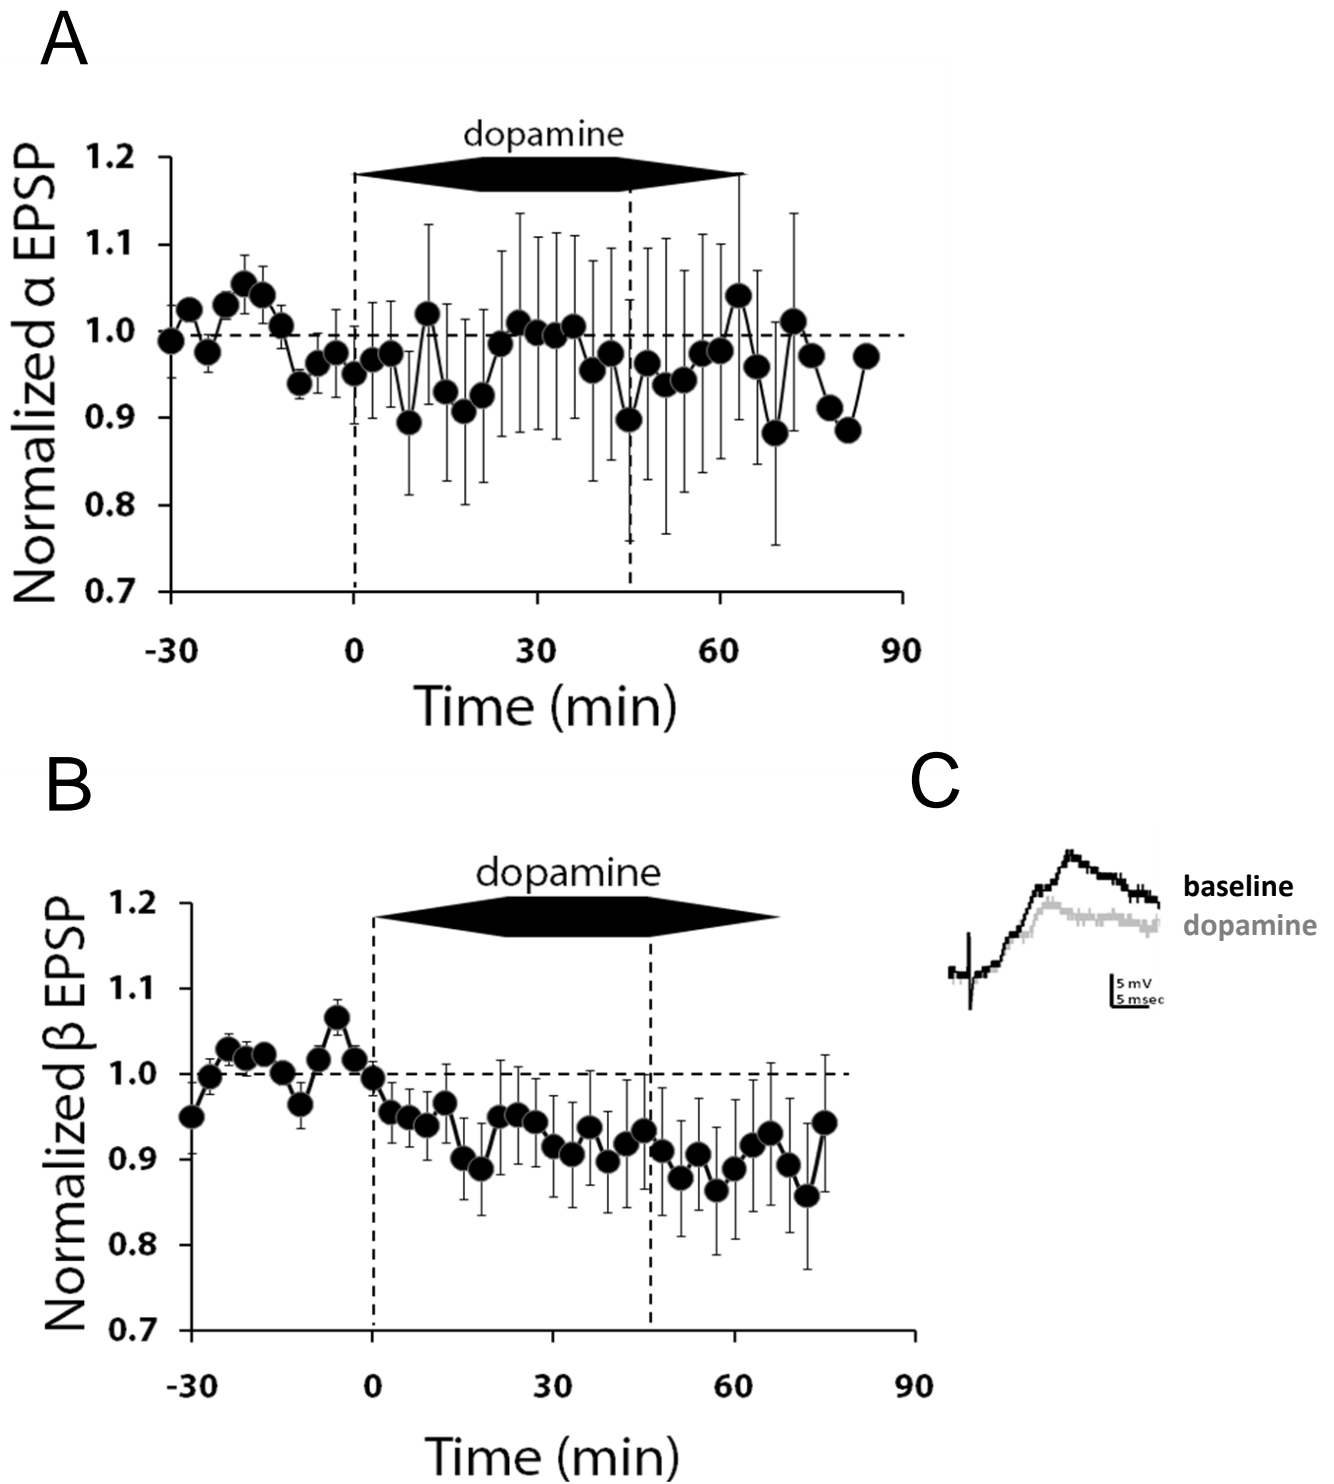 A
dopamine
Normalized α EPSP
1.2
1.1
1.0
0.9
0.8
0.7
-30 0 30 60 90
Time (min)
B
dopamine
Normalized β EPSP
1.2
1.1
1.0
0.9
0.8
0.7
-30 0 30 60 90
Time (min)
C
baseline
dopamine
5 mV
5 msec